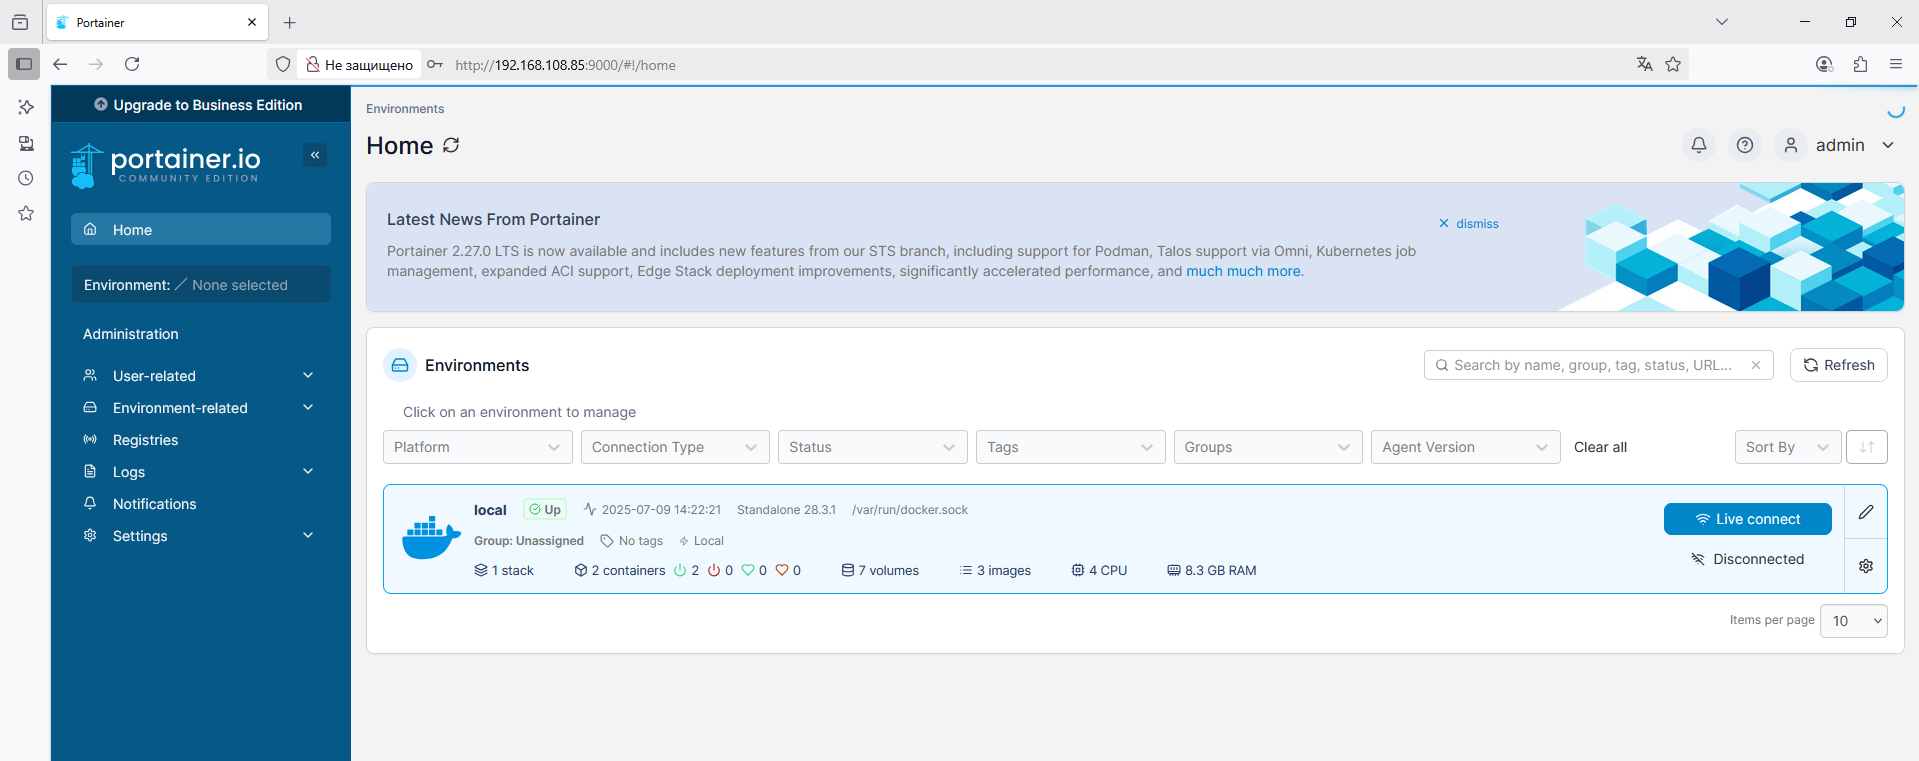 Portainer
Не защищено
http://192.168.108.85:9000/#!/home
Upgrade to Business Edition
portainer.io
COMMUNITY EDITION
Home
Environment: None selected
Administration
User-related
Environment-related
Registries
Logs
Notifications
Settings
Environments
Home
admin
Latest News From Portainer
dismiss
Portainer 2.27.0 LTS is now available and includes new features from our STS branch, including support for Podman, Talos support via Omni, Kubernetes job
management, expanded ACI support, Edge Stack deployment improvements, significantly accelerated performance, and much much more.
Environments
Search by name, group, tag, status, URL...
Refresh
Click on an environment to manage
Platform
Connection Type
Status
Tags
Groups
Agent Version
Clear all
Sort By
local Up 2025-07-09 14:22:21 Standalone 28.3.1 /var/run/docker.sock
Group: Unassigned No tags Local
1 stack 2 containers 2 0 0 0 7 volumes 3 images 4 CPU 8.3 GB RAM
Live connect
Disconnected
Items per page 10